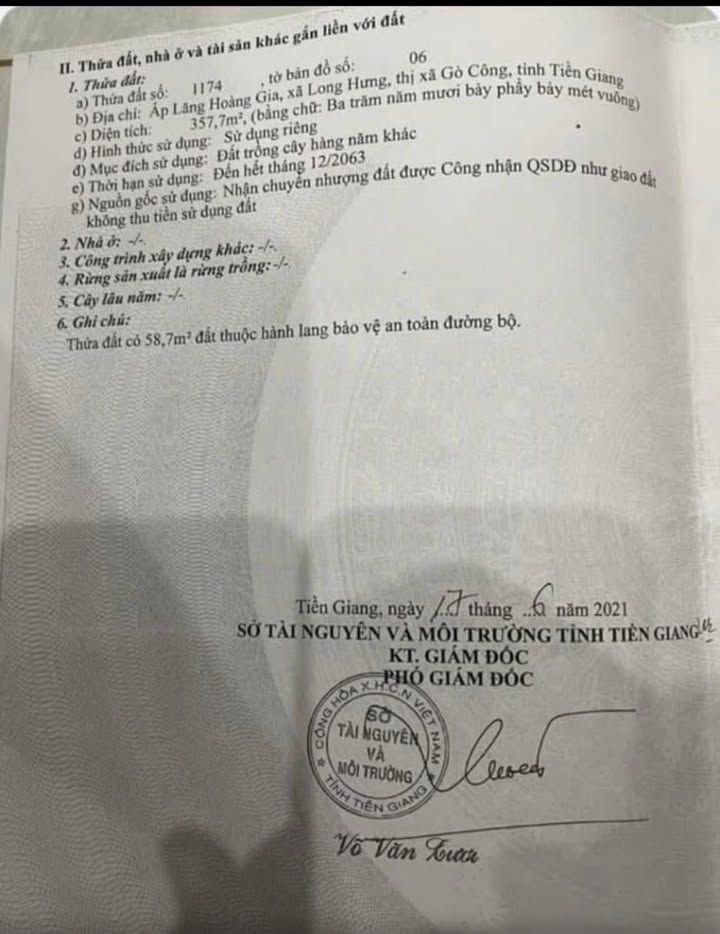 II. Thửa đất, nhà ở và tài sản khác gắn liền với đất
1. Thửa đất:
a) Thửa đất số: 1174 , tờ bản đồ số: 06
b) Địa chỉ: Ấp Lăng Hoàng Gia, xã Long Hưng, thị xã Gò Công, tỉnh Tiền Giang
c) Diện tích: 357,7m², (bằng chữ: Ba trăm năm mươi bảy phẩy bảy mét vuông)
d) Hình thức sử dụng: Sử dụng riêng
đ) Mục đích sử dụng: Đất trồng cây hàng năm khác
e) Thời hạn sử dụng: Đến hết tháng 12/2063
g) Nguồn gốc sử dụng: Nhận chuyển nhượng đất được Công nhận QSDĐ như giao đất
không thu tiền sử dụng đất
2. Nhà ở: -/-.
3. Công trình xây dựng khác: -/-.
4. Rừng sản xuất là rừng trồng: -/-.
5. Cây lâu năm: -/-.
6. Ghi chú:
Thửa đất có 58,7m² đất thuộc hành lang bảo vệ an toàn đường bộ.
Tiền Giang, ngày 17 tháng ..6 năm 2021
SỞ TÀI NGUYÊN VÀ MÔI TRƯỜNG TỈNH TIỀN GIANG
KT. GIÁM ĐỐC
PHÓ GIÁM ĐỐC
CỘNG HÒA X.H.C.N VIỆT NAM
SỞ
TÀI NGUYÊN
VÀ
MÔI TRƯỜNG
★ TỈNH TIỀN GIANG ★
Võ Văn